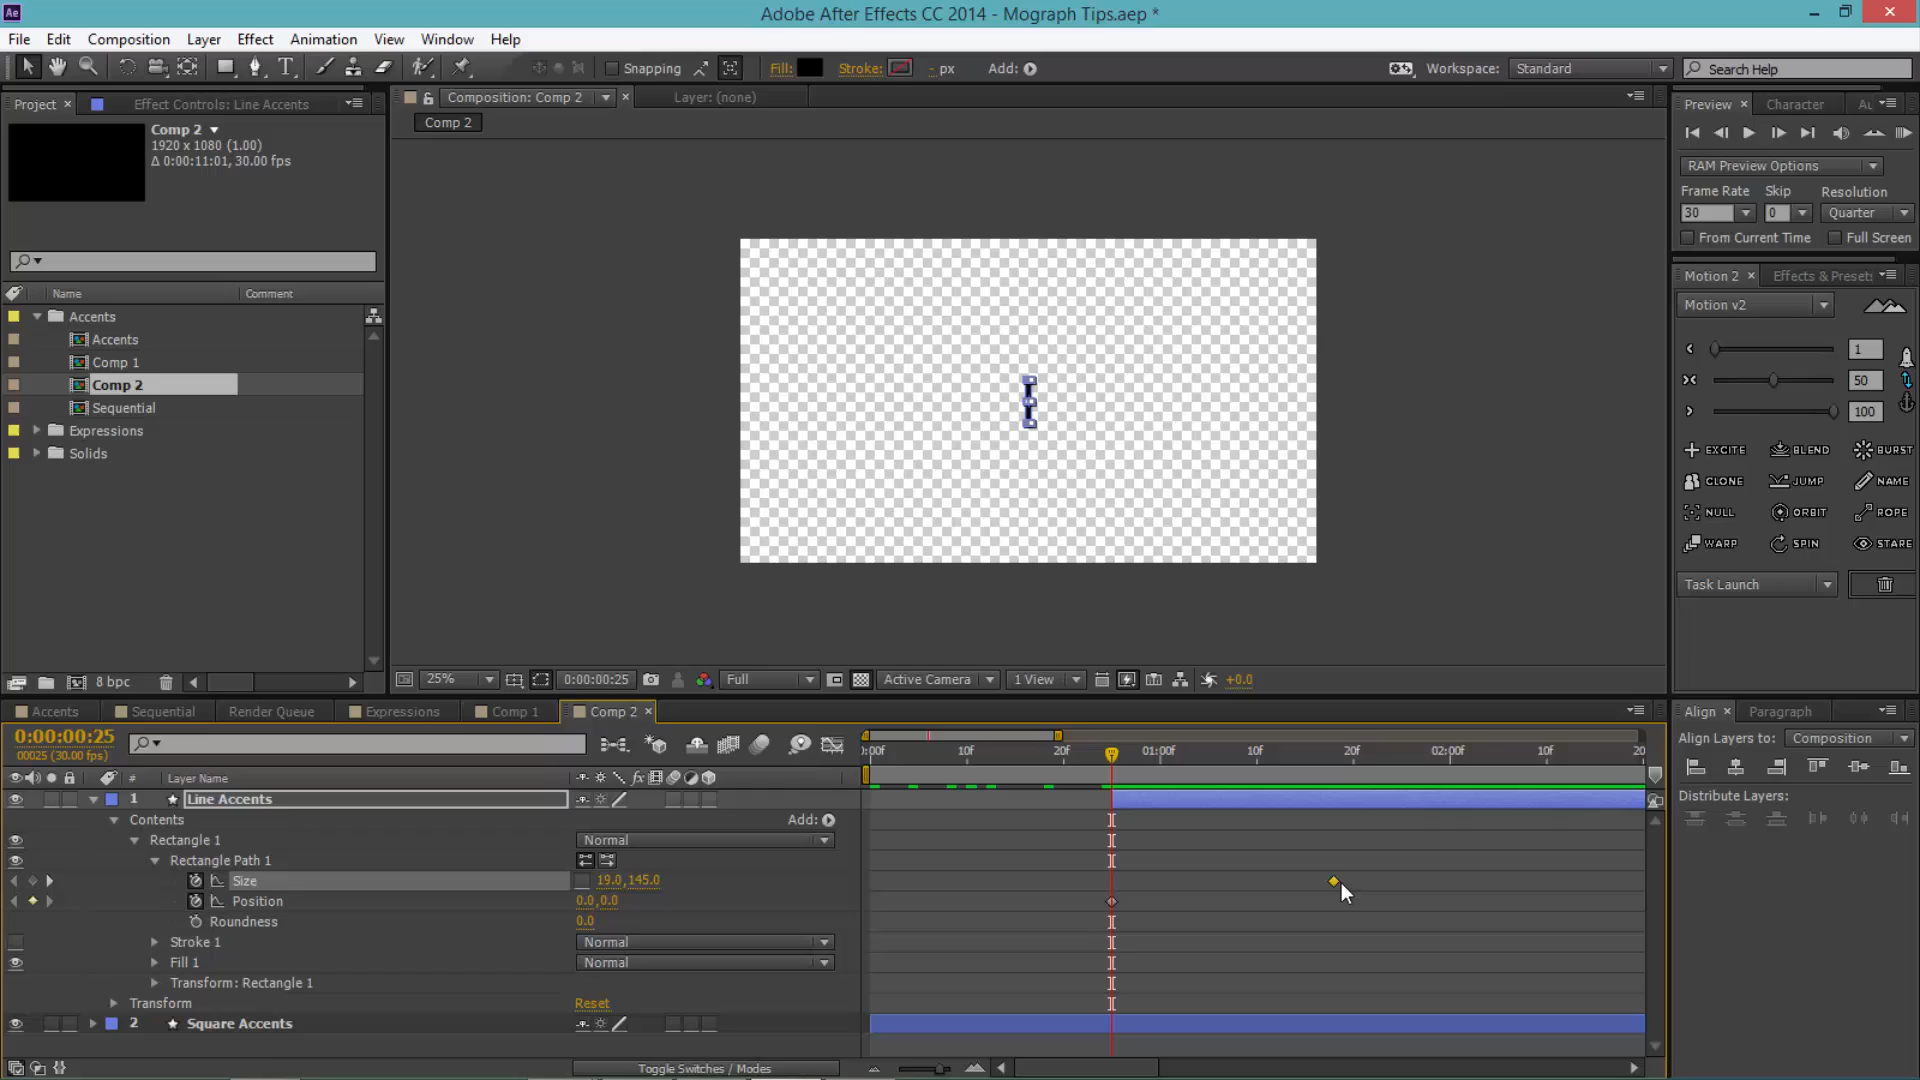 Ae Adobe After Effects CC 2014 - Mograph Tips.aep *
File Edit Composition Layer Effect Animation View Window Help
Snapping Fill: Stroke: - px Add: Workspace: Standard Search Help
Project Effect Controls: Line Accents
Composition: Comp 2 Layer: (none)
Comp 2
Comp 2
1920 x 1080 (1.00)
Δ 0:00:11:01, 30.00 fps
Name Comment
Accents
Accents
Comp 1
Comp 2
Sequential
Expressions
Solids
8 bpc
25% 0:00:00:25 Full Active Camera 1 View +0.0
Preview Character Au
RAM Preview Options
Frame Rate Skip Resolution
30 0 Quarter
From Current Time Full Screen
Motion 2 Effects & Presets
Motion v2
1
50
100
EXCITE BLEND BURST
CLONE JUMP NAME
NULL ORBIT ROPE
WARP SPIN STARE
Task Launch
Accents Sequential Render Queue Expressions Comp 1 Comp 2
0:00:00:25
00025 (30.00 fps)
# Layer Name
:00f 10f 20f 01:00f 10f 20f 02:00f 10f 20
1 Line Accents
Contents Add:
Rectangle 1 Normal
Rectangle Path 1
Size 19.0,145.0
Position 0.0,0.0
Roundness 0.0
Stroke 1 Normal
Fill 1 Normal
Transform: Rectangle 1
Transform Reset
2 Square Accents
Toggle Switches / Modes
Align Paragraph
Align Layers to: Composition
Distribute Layers: